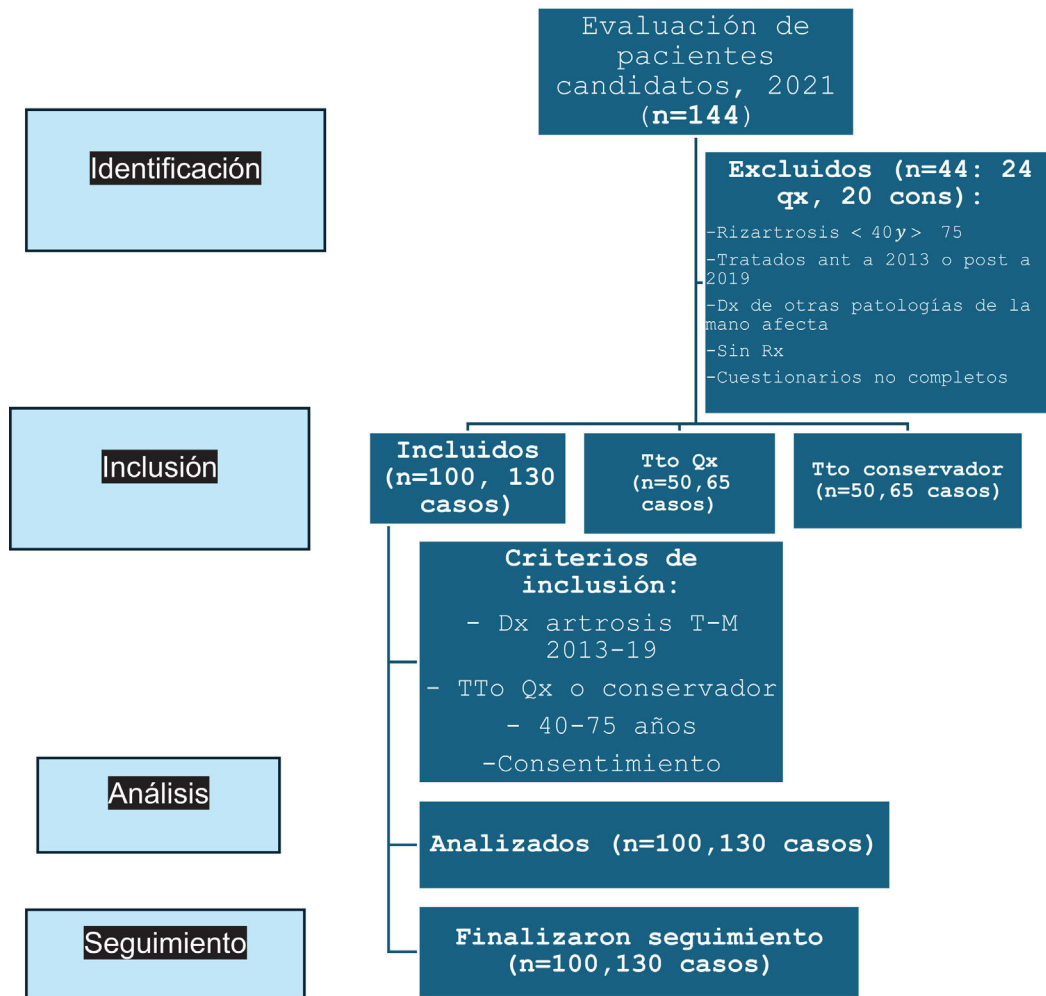 Evaluación de
pacientes
candidatos, 2021
(n=144)
Identificación
Excluidos (n=44: 24
qx, 20 cons):
-Rizartrosis < 40y > 75
-Tratados ant a 2013 o post a
2019
-Dx de otras patologías de la
mano afecta
-Sin Rx
-Cuestionarios no completos
Inclusión
Incluidos
(n=100, 130
casos)
Tto Qx
(n=50,65
casos)
Tto conservador
(n=50,65 casos)
Criterios de
inclusión:
- Dx artrosis T-M
2013-19
- TTo Qx o conservador
- 40-75 años
-Consentimiento
Análisis
Analizados (n=100,130 casos)
Seguimiento
Finalizaron seguimiento
(n=100,130 casos)